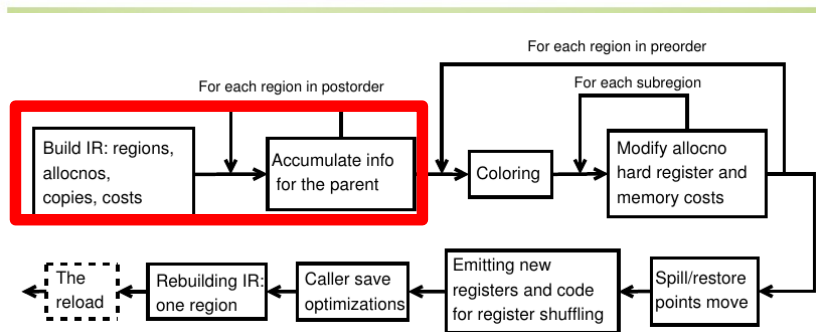 For each region in preorder
For each region in postorder
For each subregion
Build IR: regions,
allocnos,
copies, costs
Accumulate info
for the parent
Coloring
Modify allocno
hard register and
memory costs
The
reload
Rebuilding IR:
one region
Caller save
optimizations
Emitting new
registers and code
for register shuffling
Spill/restore
points move